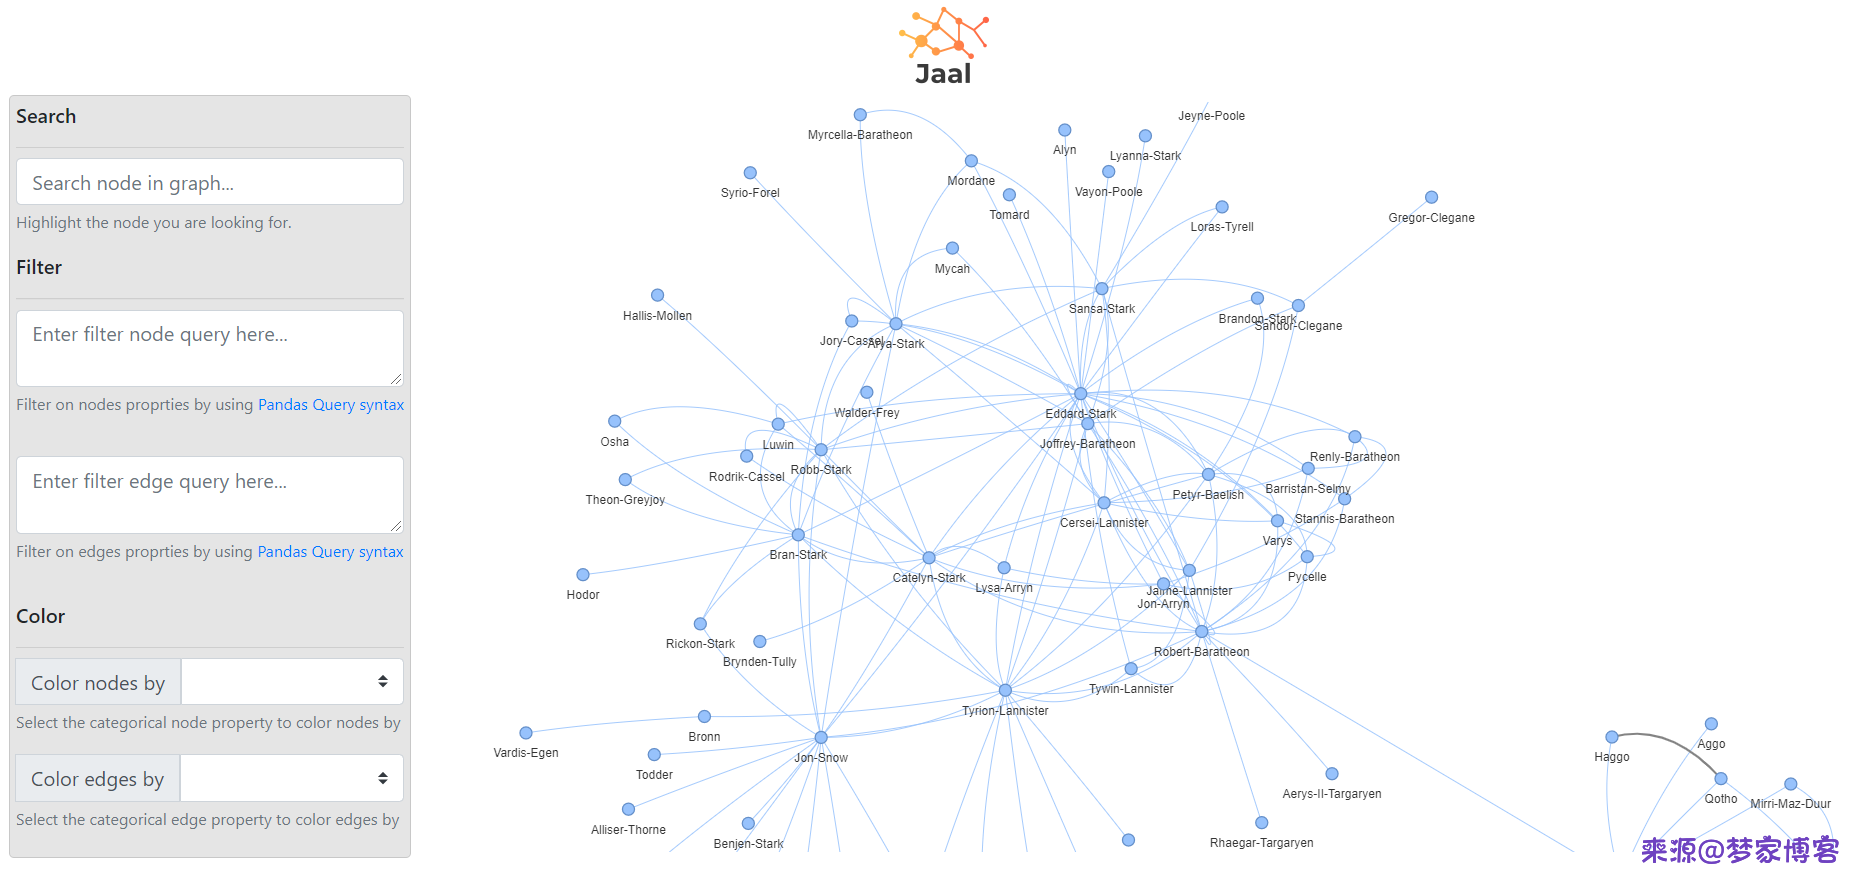 Jaal
Search
Search node in graph...
Highlight the node you are looking for.
Filter
Enter filter node query here...
Filter on nodes proprties by using Pandas Query syntax
Enter filter edge query here...
Filter on edges proprties by using Pandas Query syntax
Color
Color nodes by
Select the categorical node property to color nodes by
Color edges by
Select the categorical edge property to color edges by
Jeyne-Poole
Myrcella-Baratheon
Alyn
Lyanna-Stark
Mordane
Syrio-Forel
Vayon-Poole
Tomard
Gregor-Clegane
Loras-Tyrell
Mycah
Sansa-Stark
Hallis-Mollen
Brandon-Stark
Sandor-Clegane
Jory-Cassel
Arya-Stark
Walder-Frey
Eddard-Stark
Osha
Luwin
Joffrey-Baratheon
Renly-Baratheon
Robb-Stark
Rodrik-Cassel
Barristan-Selmy
Petyr-Baelish
Theon-Greyjoy
Stannis-Baratheon
Cersei-Lannister
Varys
Bran-Stark
Catelyn-Stark
Pycelle
Lysa-Arryn
Jaime-Lannister
Hodor
Jon-Arryn
Rickon-Stark
Robert-Baratheon
Brynden-Tully
Tywin-Lannister
Tyrion-Lannister
Bronn
Aggo
Vardis-Egen
Jon-Snow
Haggo
Todder
Aerys-II-Targaryen
Qotho
Mirri-Maz-Duur
Alliser-Thorne
Benjen-Stark
Rhaegar-Targaryen
来源@梦家博客